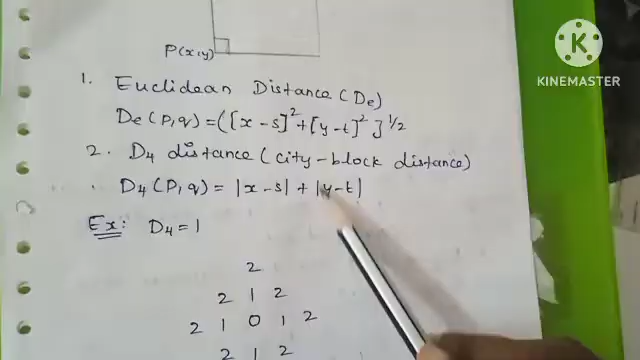 P(x,y)
KINEMASTER
1. Euclidean Distance (De)
De (P,q) = ([x-s]² + [y-t]²}^1/2
2. D4 distance (city-block distance)
D4 (P,q) = |x-s| + |y-t|
Ex: D4 = 1
2
2 1 2
2 1 0 1 2
2 1 2